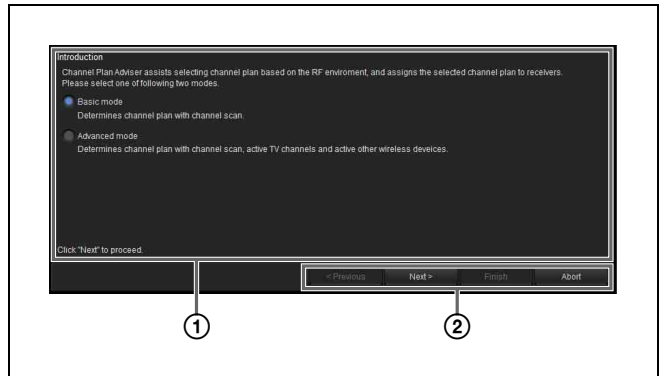 Introduction
Channel Plan Adviser assists selecting channel plan based on the RF enviroment, and assigns the selected channel plan to receivers.
Please select one of following two modes.
Basic mode
Determines channel plan with channel scan.
Advanced mode
Determines channel plan with channel scan, active TV channels and active other wireless deveices.
Click "Next" to proceed.
< Previous Next > Finish Abort
1 2